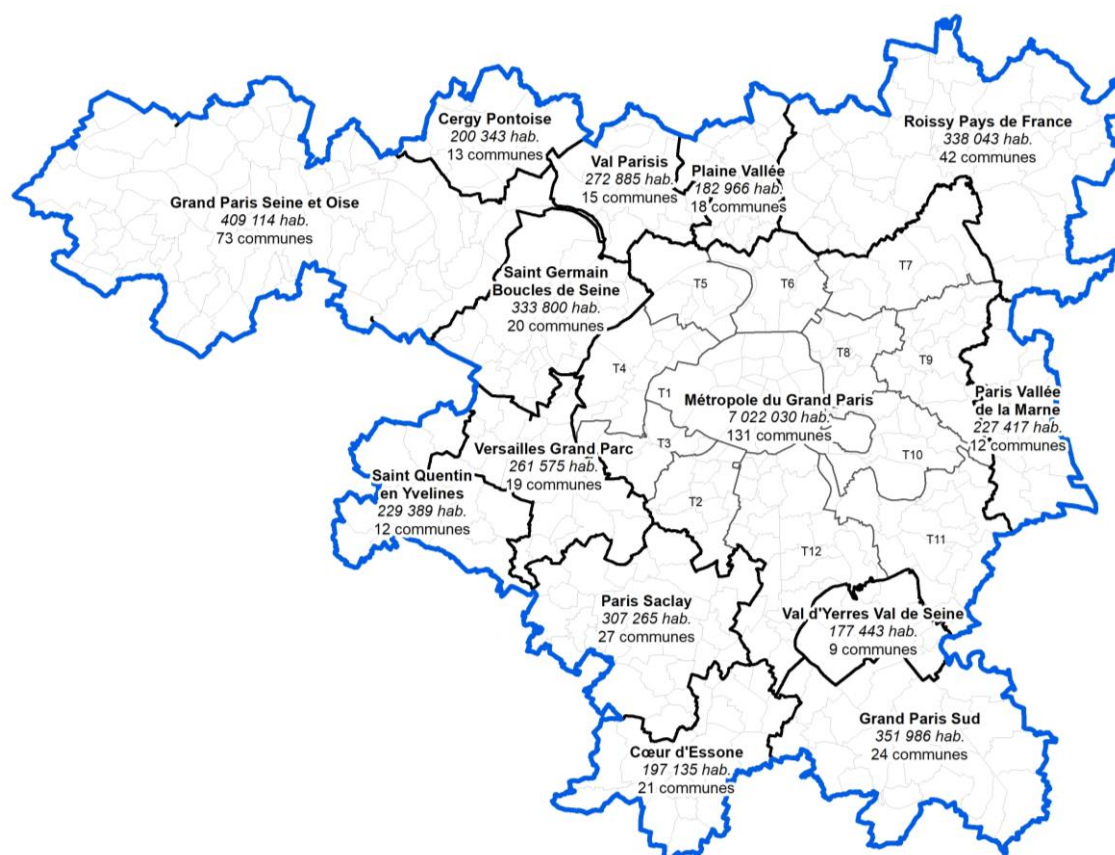 Cergy Pontoise
200 343 hab.
13 communes
Roissy Pays de France
338 043 hab.
42 communes
Val Parisis
272 885 hab.
15 communes
Plaine Vallée
182 966 hab.
18 communes
Grand Paris Seine et Oise
409 114 hab.
73 communes
Saint Germain
Boucles de Seine
333 800 hab.
20 communes
T5
T6
T7
T4
T8
T9
T1
Métropole du Grand Paris
7 022 030 hab.
131 communes
Paris Vallée
de la Marne
227 417 hab.
12 communes
Versailles Grand Parc
261 575 hab.
19 communes
T3
T10
Saint Quentin
en Yvelines
229 389 hab.
12 communes
T2
T12
T11
Paris Saclay
307 265 hab.
27 communes
Val d'Yerres Val de Seine
177 443 hab.
9 communes
Grand Paris Sud
351 986 hab.
24 communes
Cœur d'Essone
197 135 hab.
21 communes